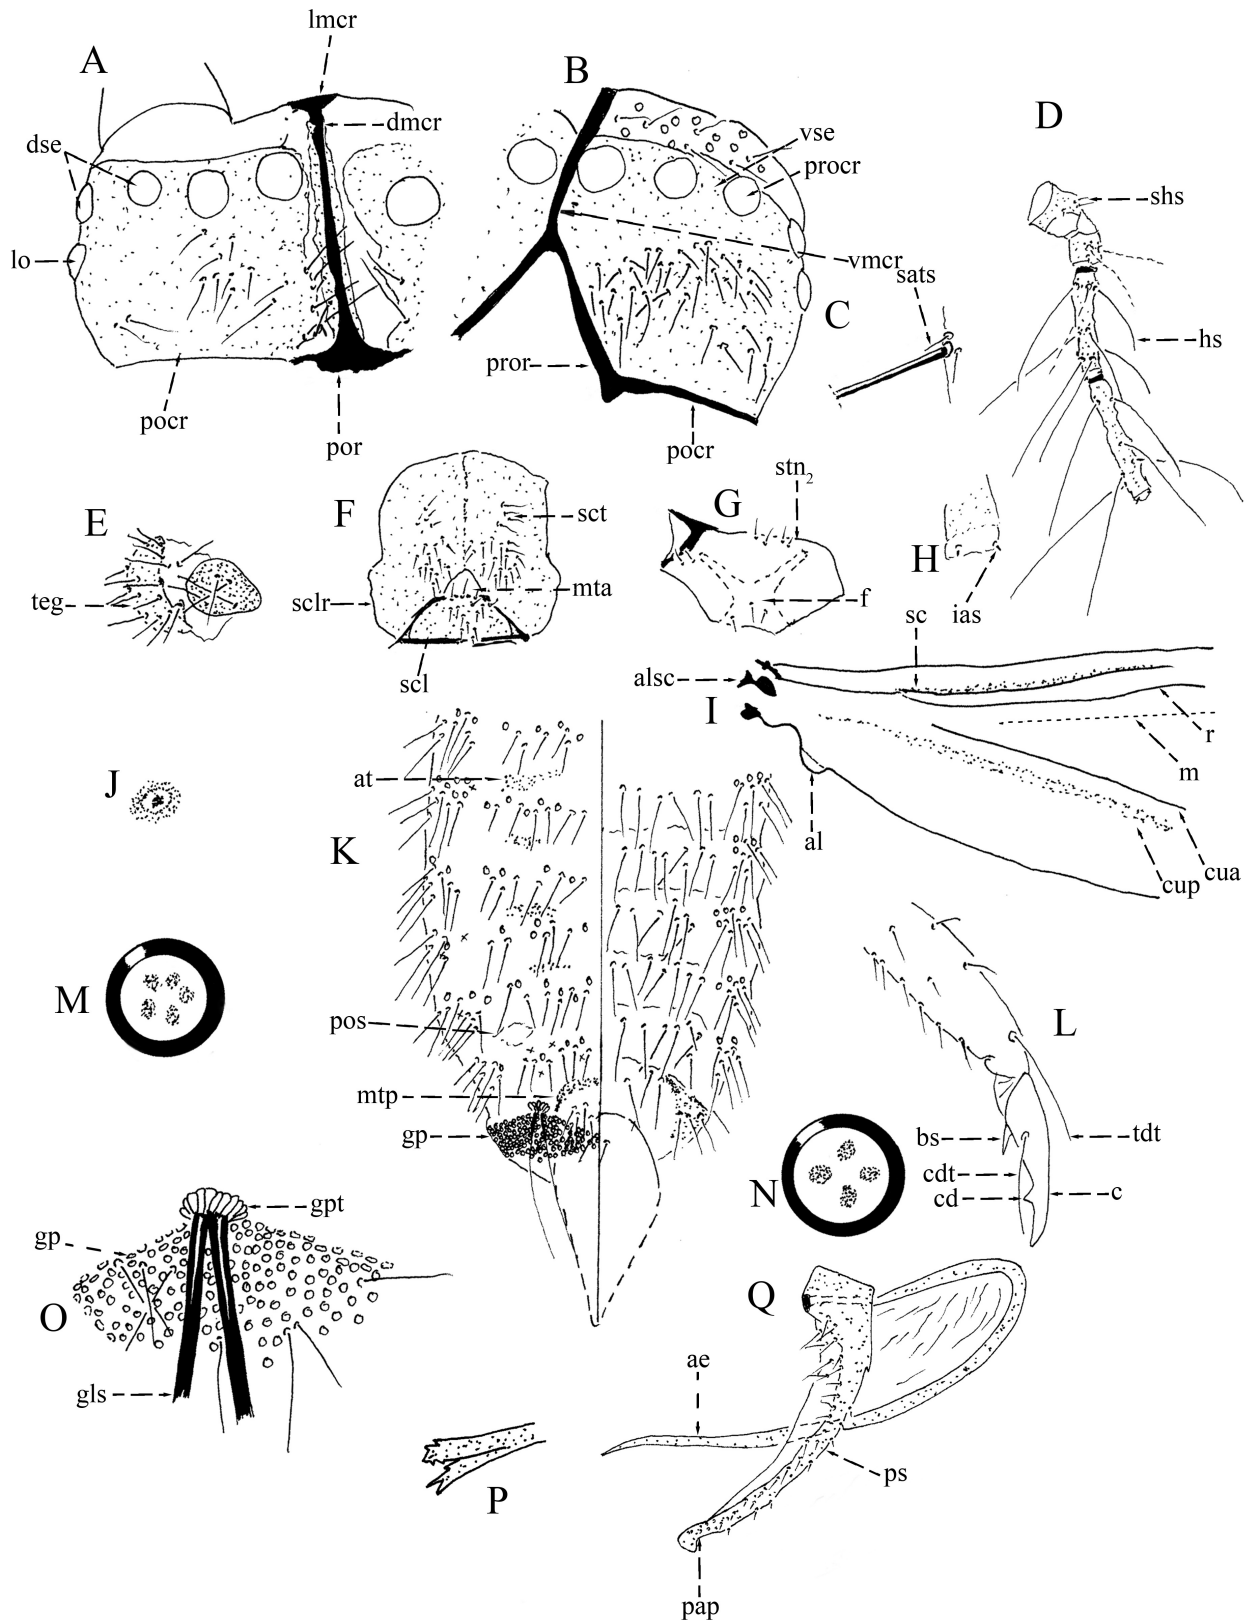 lmcr
A
B
dmcr
D
dse
vse
procr
shs
lo
vmcr
sats
C
hs
pror
pocr
por
pocr
stn2
E
F
G
sct
H
teg
sclr
mta
f
sc
ias
scl
alsc
I
r
m
at
J
K
al
cua
cup
M
pos
L
mtp
gp
bs
tdt
cdt
cd
c
N
gpt
gp
O
Q
ae
gls
ps
P
pap